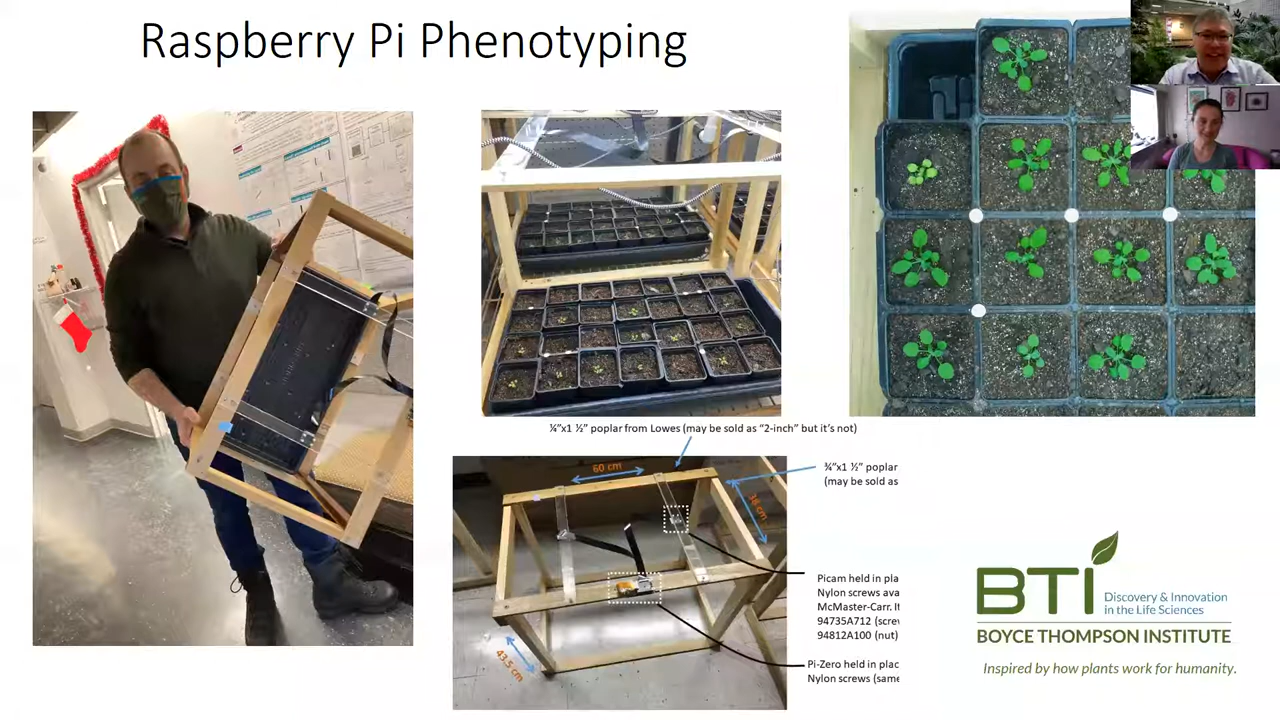 Raspberry Pi Phenotyping
¾”x1 ½” poplar from Lowes (may be sold as “2-inch” but it’s not)
¾”x1 ½” poplar
(may be sold as
60 cm
38 cm
43.5 cm
Picam held in pla
Nylon screws ava
McMaster-Carr. It
94735A712 (screw
94812A100 (nut)
Pi-Zero held in plac
Nylon screws (same
BTI
Discovery & Innovation
in the Life Sciences
BOYCE THOMPSON INSTITUTE
Inspired by how plants work for humanity.